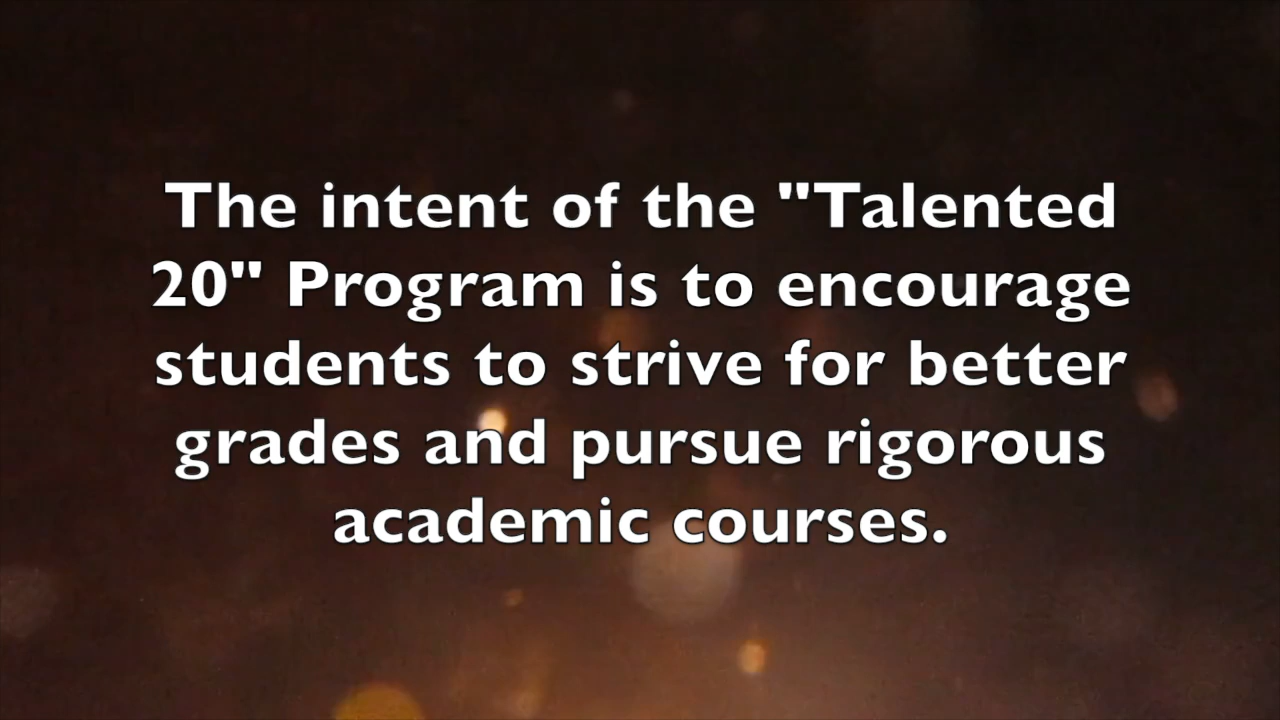 The intent of the "Talented
20" Program is to encourage
students to strive for better
grades and pursue rigorous
academic courses.